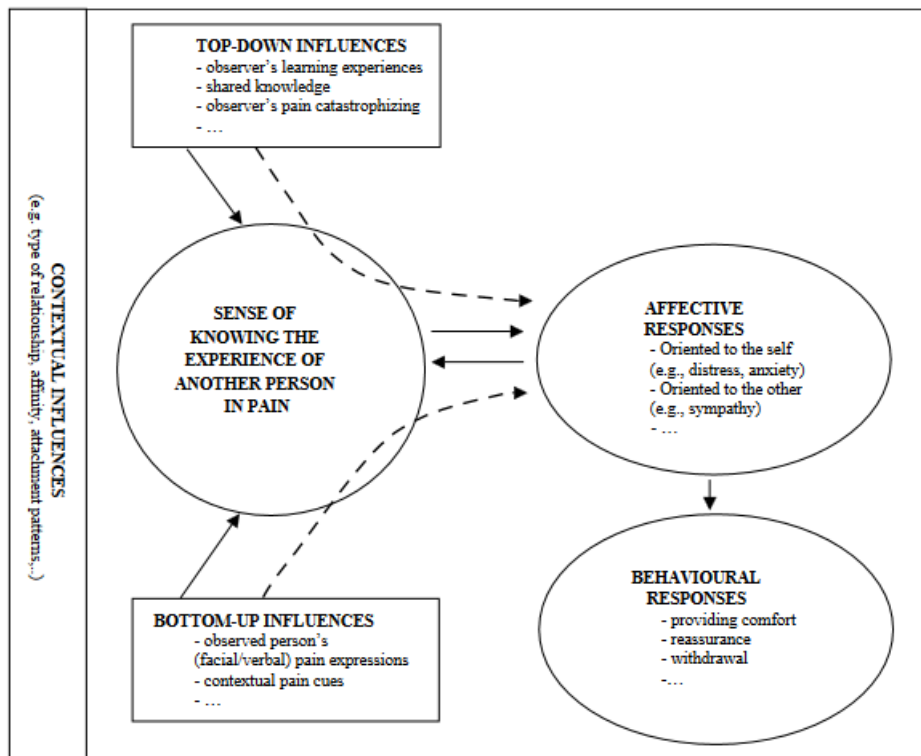 CONTEXTUAL INFLUENCES
(e.g. type of relationship, affinity, attachment patterns,..)
TOP-DOWN INFLUENCES
- observer's learning experiences
- shared knowledge
- observer's pain catastrophizing
- …
SENSE OF
KNOWING THE
EXPERIENCE OF
ANOTHER PERSON
IN PAIN
AFFECTIVE
RESPONSES
- Oriented to the self
(e.g., distress, anxiety)
- Oriented to the other
(e.g., sympathy)
- …
BOTTOM-UP INFLUENCES
- observed person's
(facial/verbal) pain expressions
- contextual pain cues
- …
BEHAVIOURAL
RESPONSES
- providing comfort
- reassurance
- withdrawal
-…